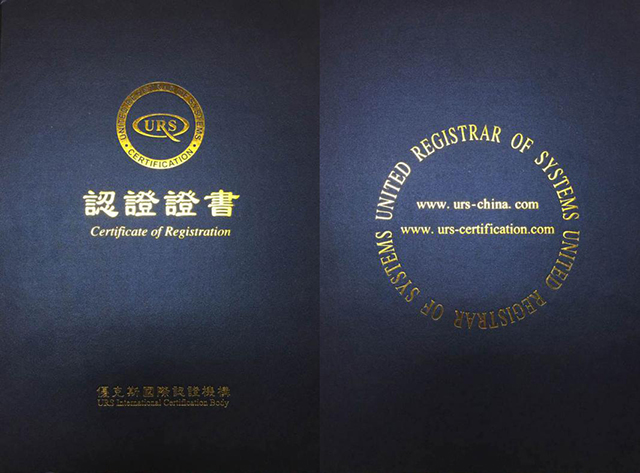 UNITED REGISTRAR OF SYSTEMS
URS
• CERTIFICATION •
認證證書
Certificate of Registration
優克斯國際認證機構
URS International Certification Body
UNITED REGISTRAR OF SYSTEMS UNITED REGISTRAR OF SYSTEMS
www.urs-china.com
www.urs-certification.com